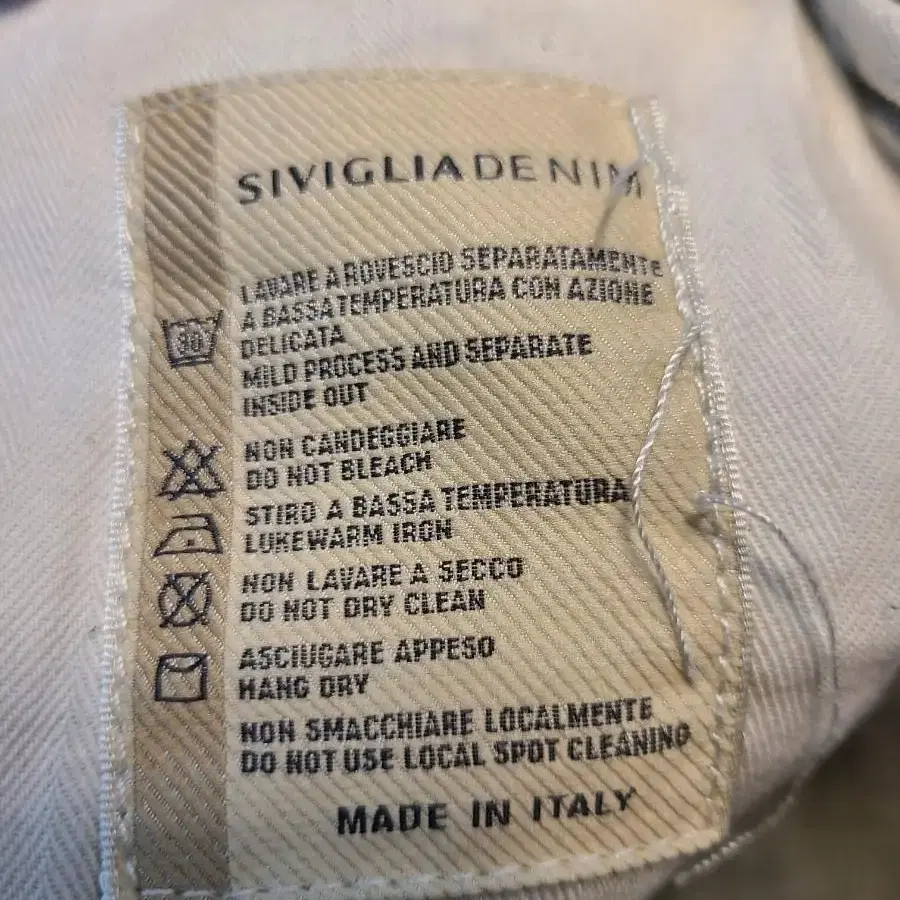 SIVIGLIADENIM
LAVARE A ROVESCIO SEPARATAMENTE
A BASSA TEMPERATURA CON AZIONE
DELICATA
MILD PROCESS AND SEPARATE
INSIDE OUT
30°
NON CANDEGGIARE
DO NOT BLEACH
STIRO A BASSA TEMPERATURA
LUKEWARM IRON
NON LAVARE A SECCO
DO NOT DRY CLEAN
ASCIUGARE APPESO
HANG DRY
NON SMACCHIARE LOCALMENTE
DO NOT USE LOCAL SPOT CLEANING
MADE IN ITALY